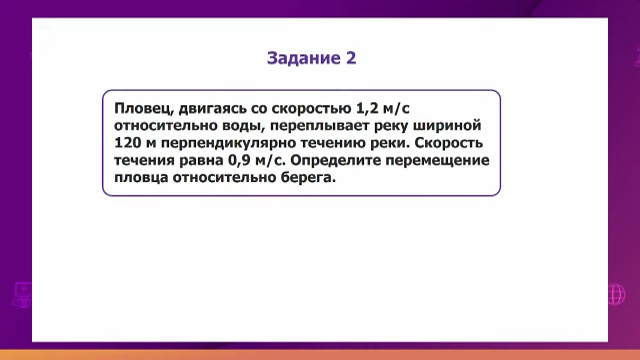 Задание 2
Пловец, двигаясь со скоростью 1,2 м/с
относительно воды, переплывает реку шириной
120 м перпендикулярно течению реки. Скорость
течения равна 0,9 м/с. Определите перемещение
пловца относительно берега.